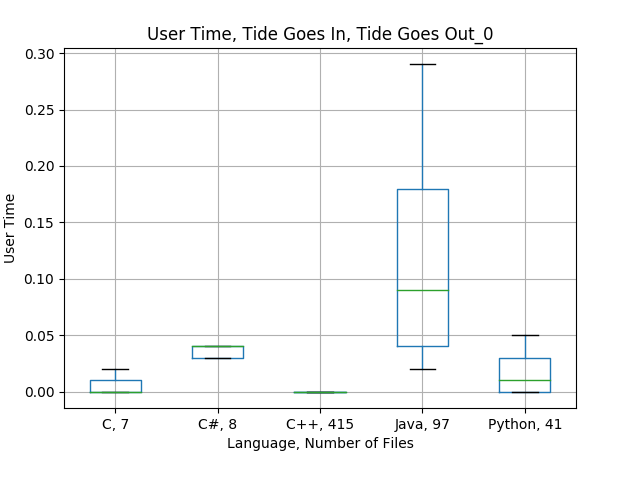 User Time, Tide Goes In, Tide Goes Out_0
0.30
0.25
0.20
0.15
0.10
0.05
0.00
User Time
C, 7
C#, 8
C++, 415
Java, 97
Python, 41
Language, Number of Files